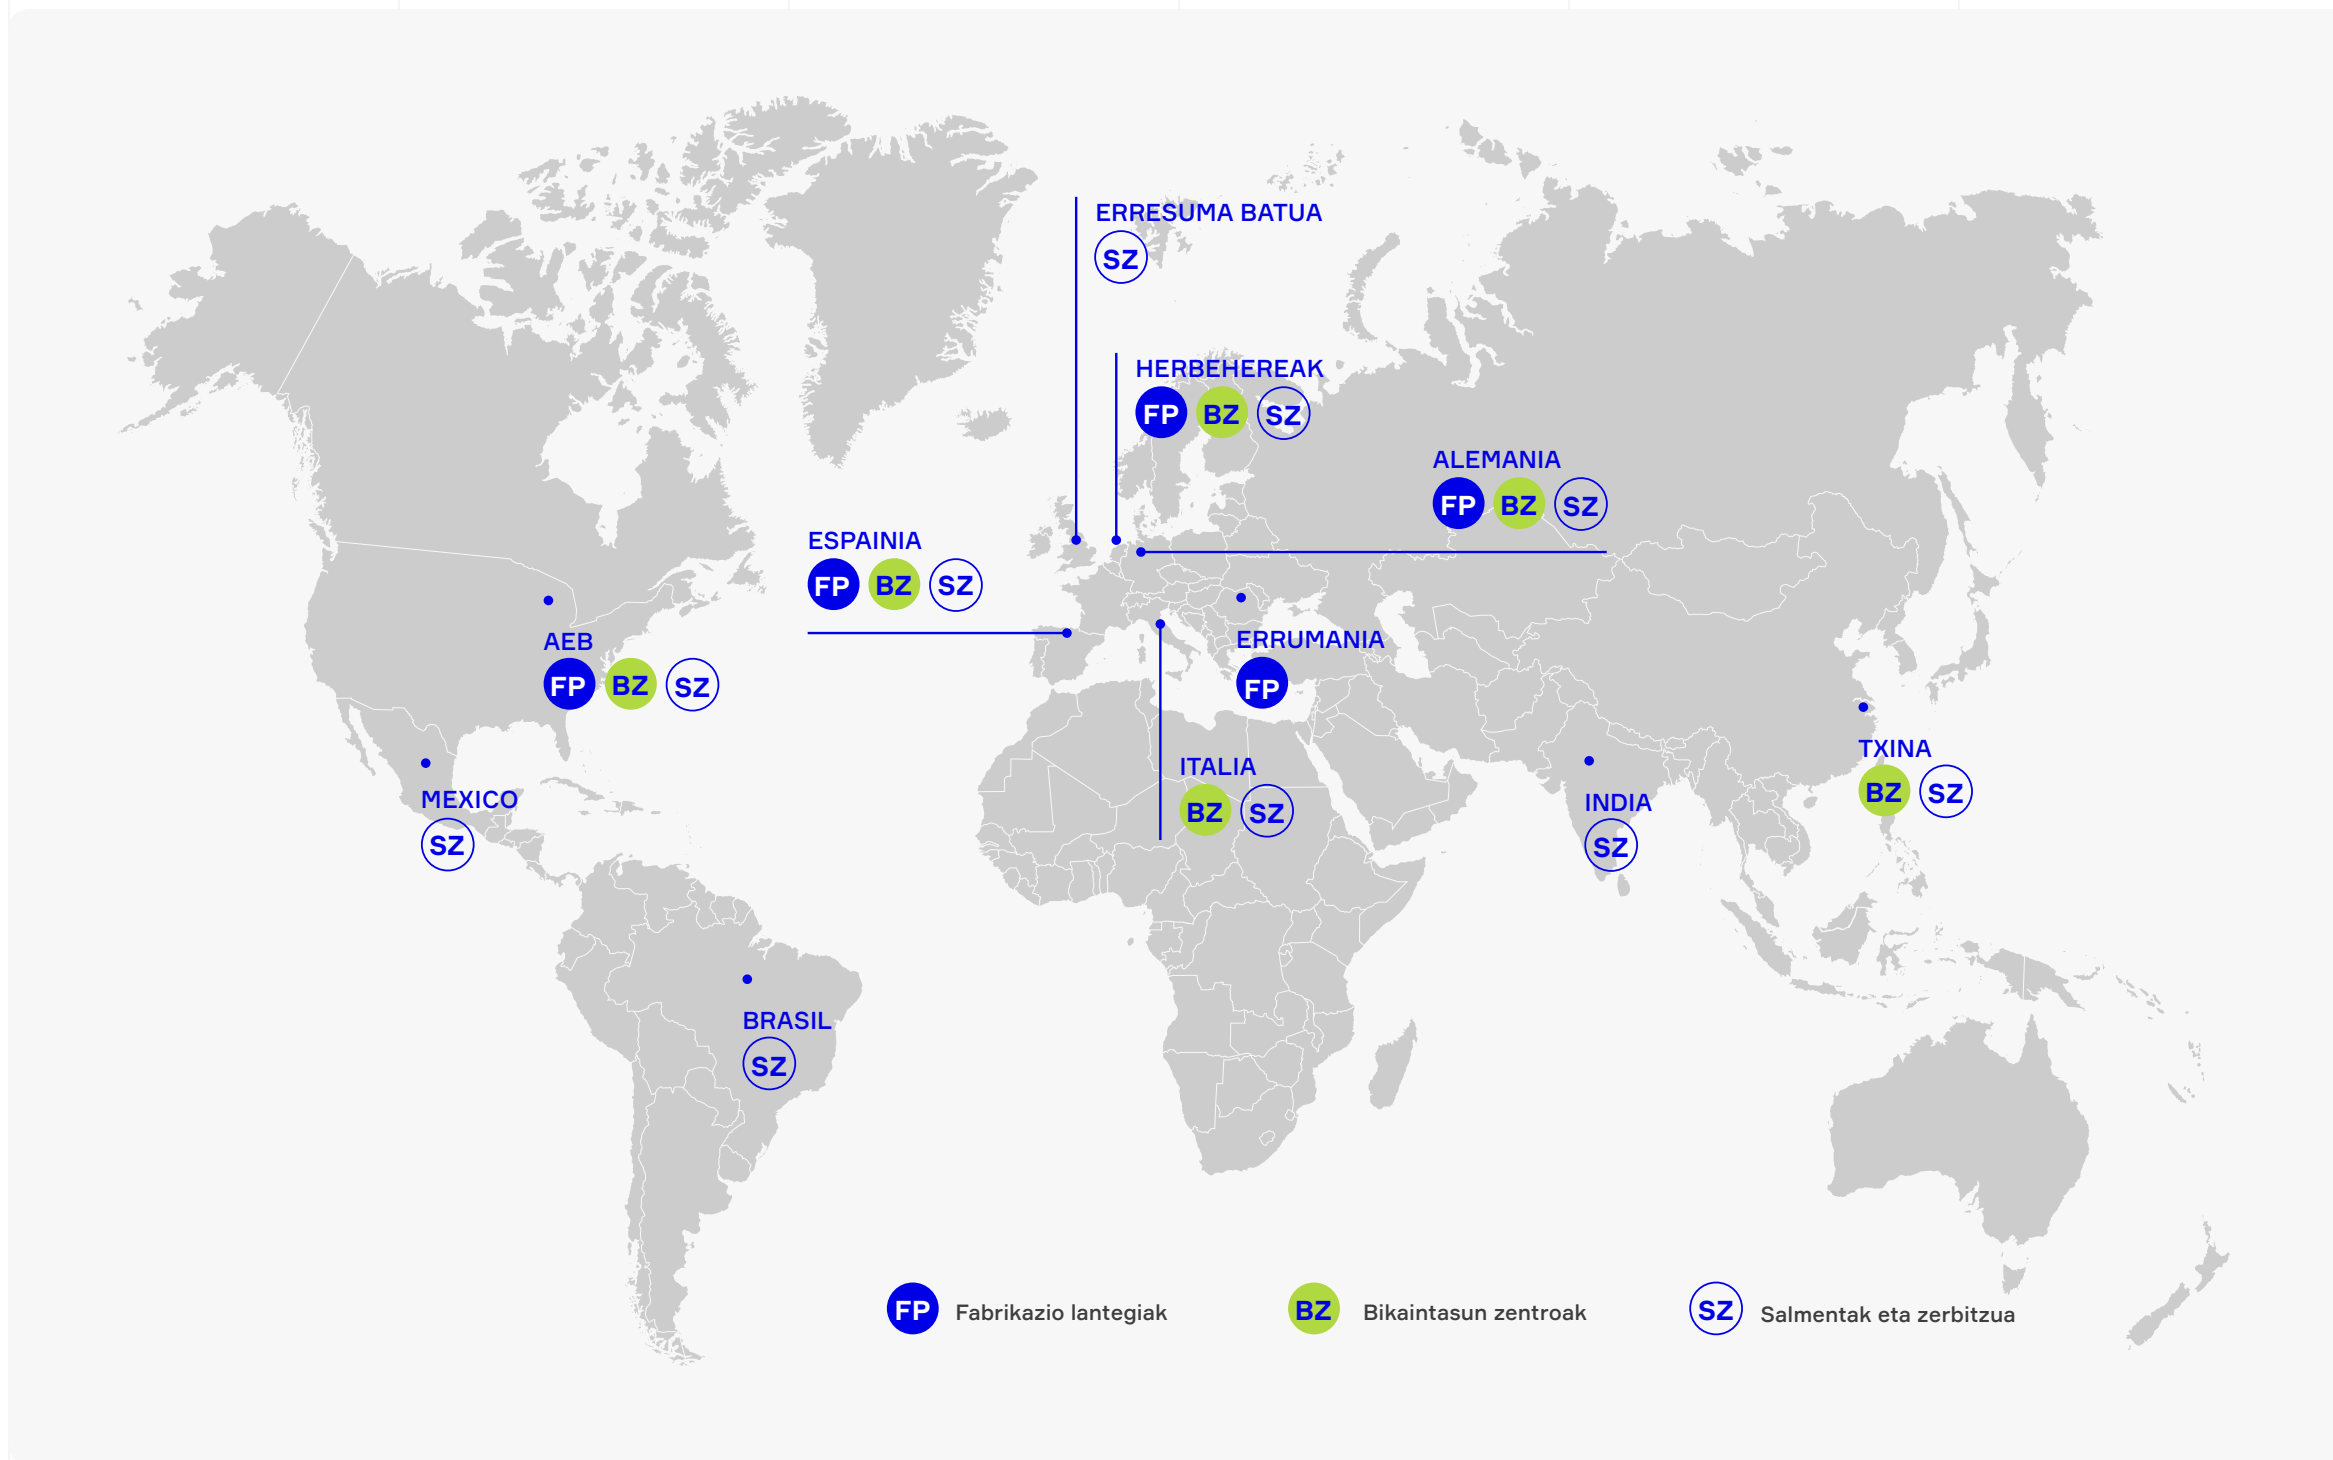 ERRESUMA BATUA
SZ
HERBEHEREAK
FP BZ SZ
ALEMANIA
FP BZ SZ
ESPAINIA
FP BZ SZ
AEB
FP BZ SZ
ERRUMANIA
FP
TXINA
BZ SZ
ITALIA
BZ SZ
MEXICO
SZ
INDIA
SZ
BRASIL
SZ
FP Fabrikazio lantegiak
BZ Bikaintasun zentroak
SZ Salmentak eta zerbitzua